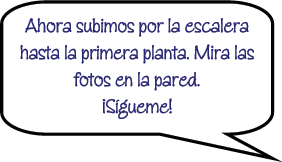 Ahora subimos por la escalera
hasta la primera planta. Mira las
fotos en la pared.
¡Sígueme!